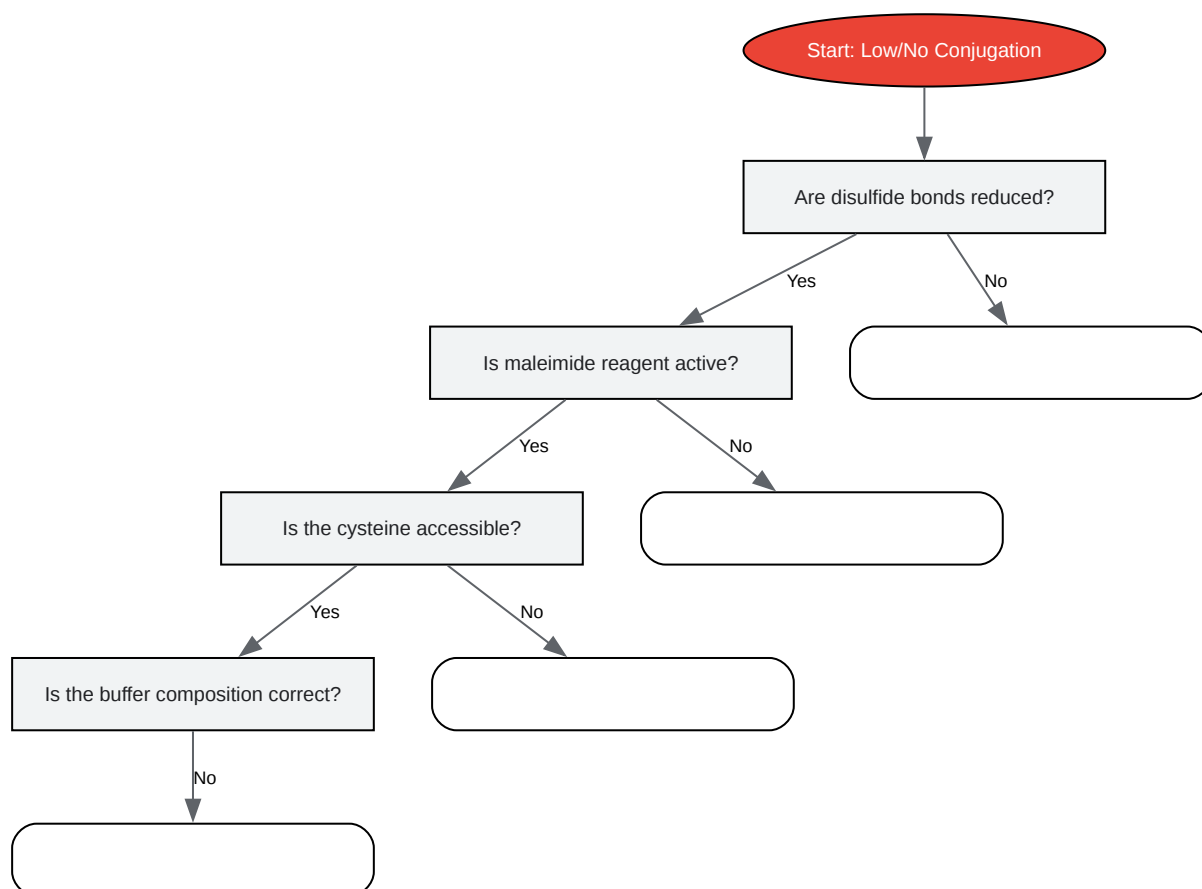 Start: Low/No Conjugation
Are disulfide bonds reduced?
Yes
No
Is maleimide reagent active?
Yes
No
Is the cysteine accessible?
Yes
No
Is the buffer composition correct?
No